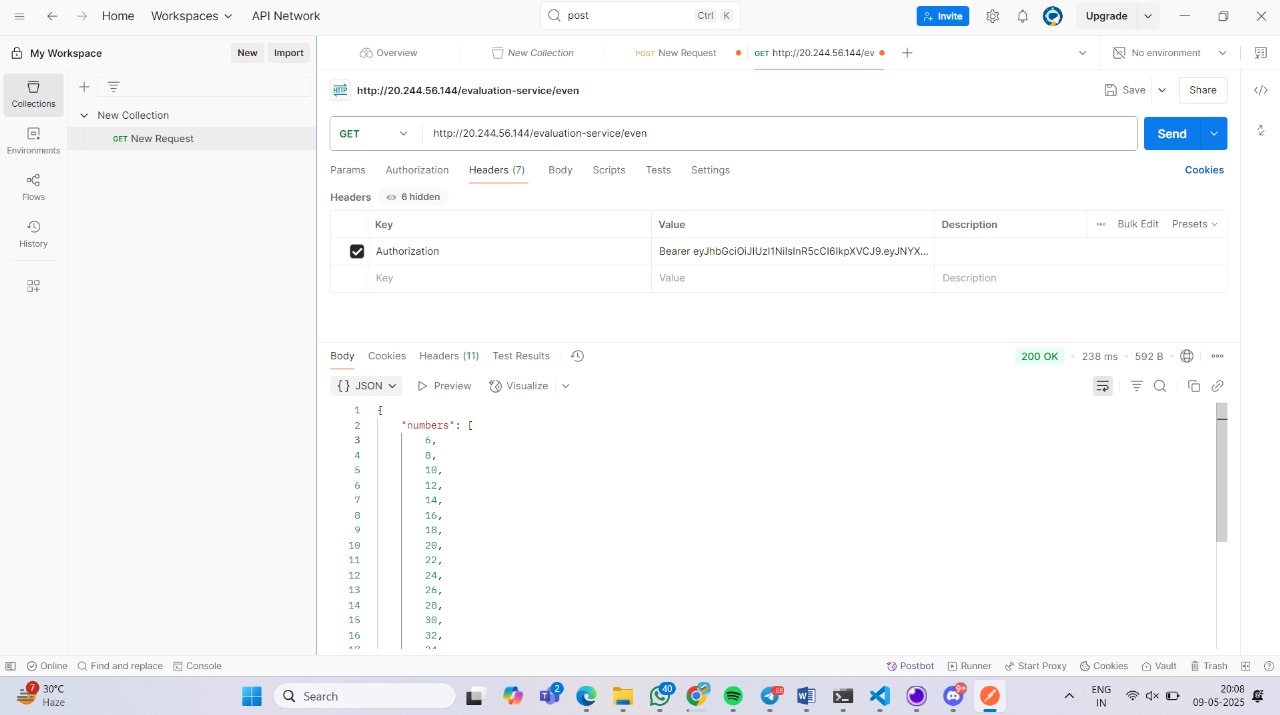 Home Workspaces API Network post Ctrl K Invite Upgrade
My Workspace New Import Overview New Collection POST New Request GET http://20.244.56.144/ev No environment
Collections
Environments
Flows
History
New Collection
GET New Request
HTTP http://20.244.56.144/evaluation-service/even Save Share
GET http://20.244.56.144/evaluation-service/even Send
Params Authorization Headers (7) Body Scripts Tests Settings Cookies
Headers 6 hidden
Key Value Description Bulk Edit Presets
Authorization Bearer eyJhbGciOiJIUzI1NiIsInR5cCI6IkpXVCJ9.eyJNYX...
Key Value Description
Body Cookies Headers (11) Test Results 200 OK 238 ms 592 B
{} JSON Preview Visualize
1 {
2 "numbers": [
3 6,
4 8,
5 10,
6 12,
7 14,
8 16,
9 18,
10 20,
11 22,
12 24,
13 26,
14 28,
15 30,
16 32,
Online Find and replace Console Postbot Runner Start Proxy Cookies Vault Trash
7 30°C
Haze
Search
2
40
68
9+
ENG
IN
20:08
09-05-2025